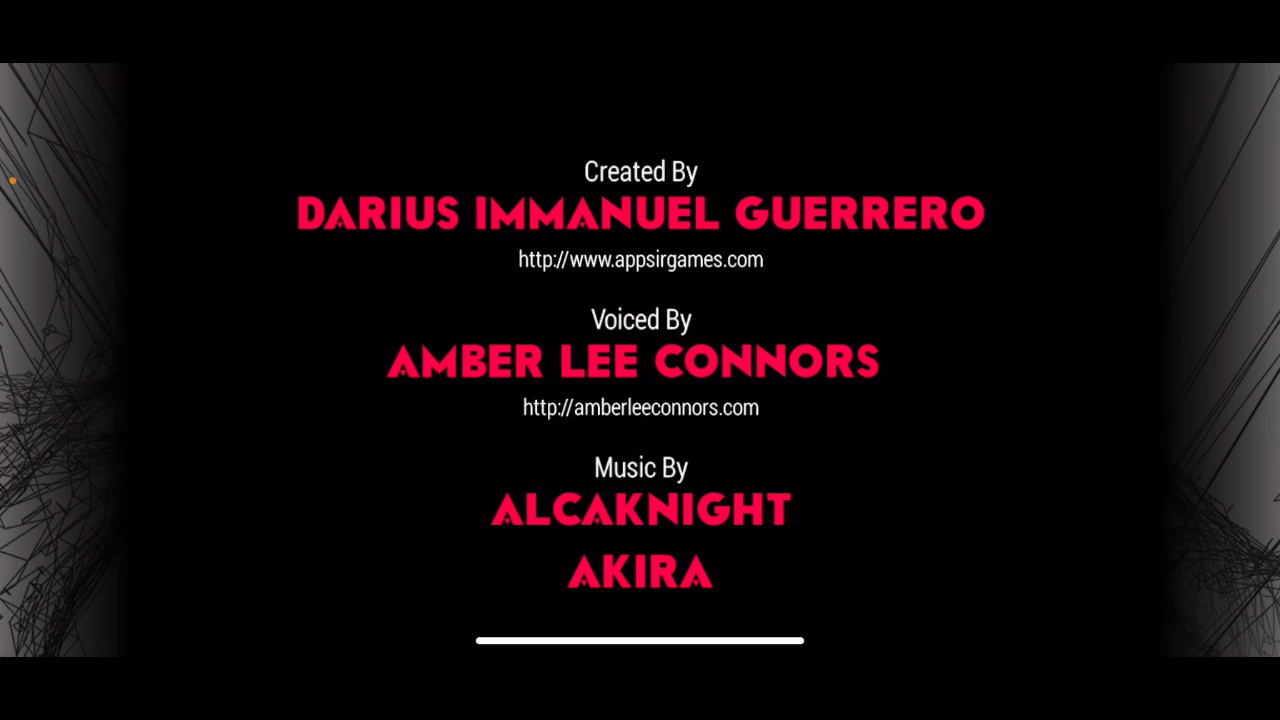 Created By
DARIUS IMMANUEL GUERRERO
http://www.appsirgames.com
Voiced By
AMBER LEE CONNORS
http://amberleeconnors.com
Music By
ALCAKNIGHT
AKIRA